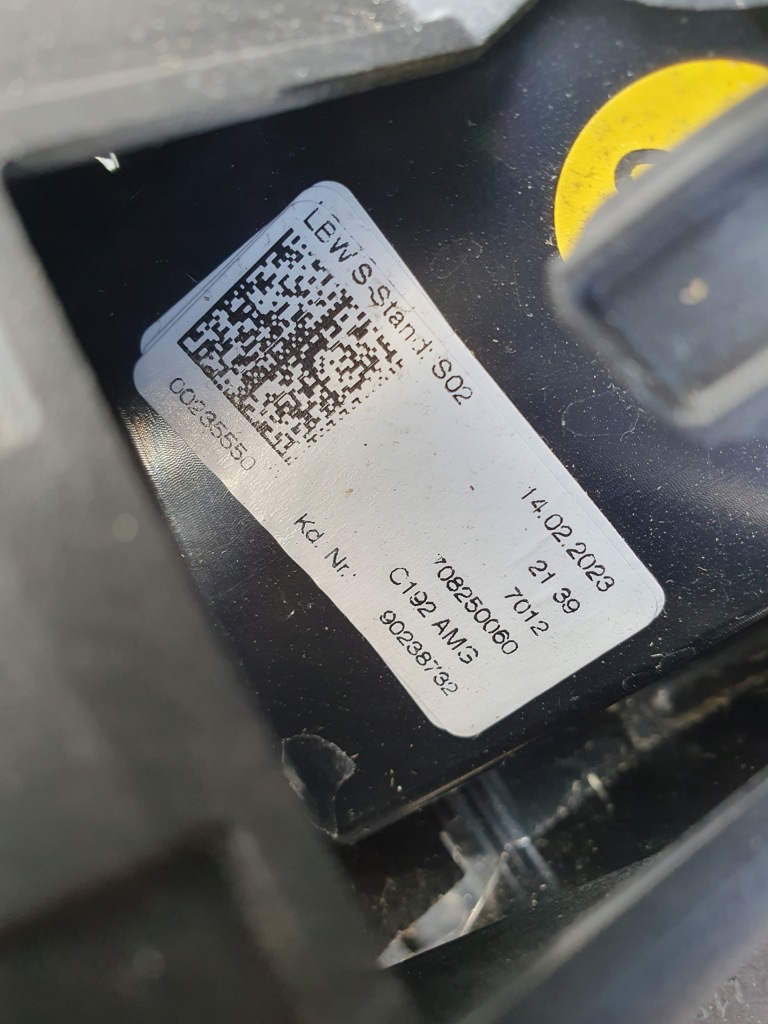 LEW S-Stand: S02
00235550
14.02.2023
21 39
7012
Kd. Nr.:
708250060
C192 AMG
90238732